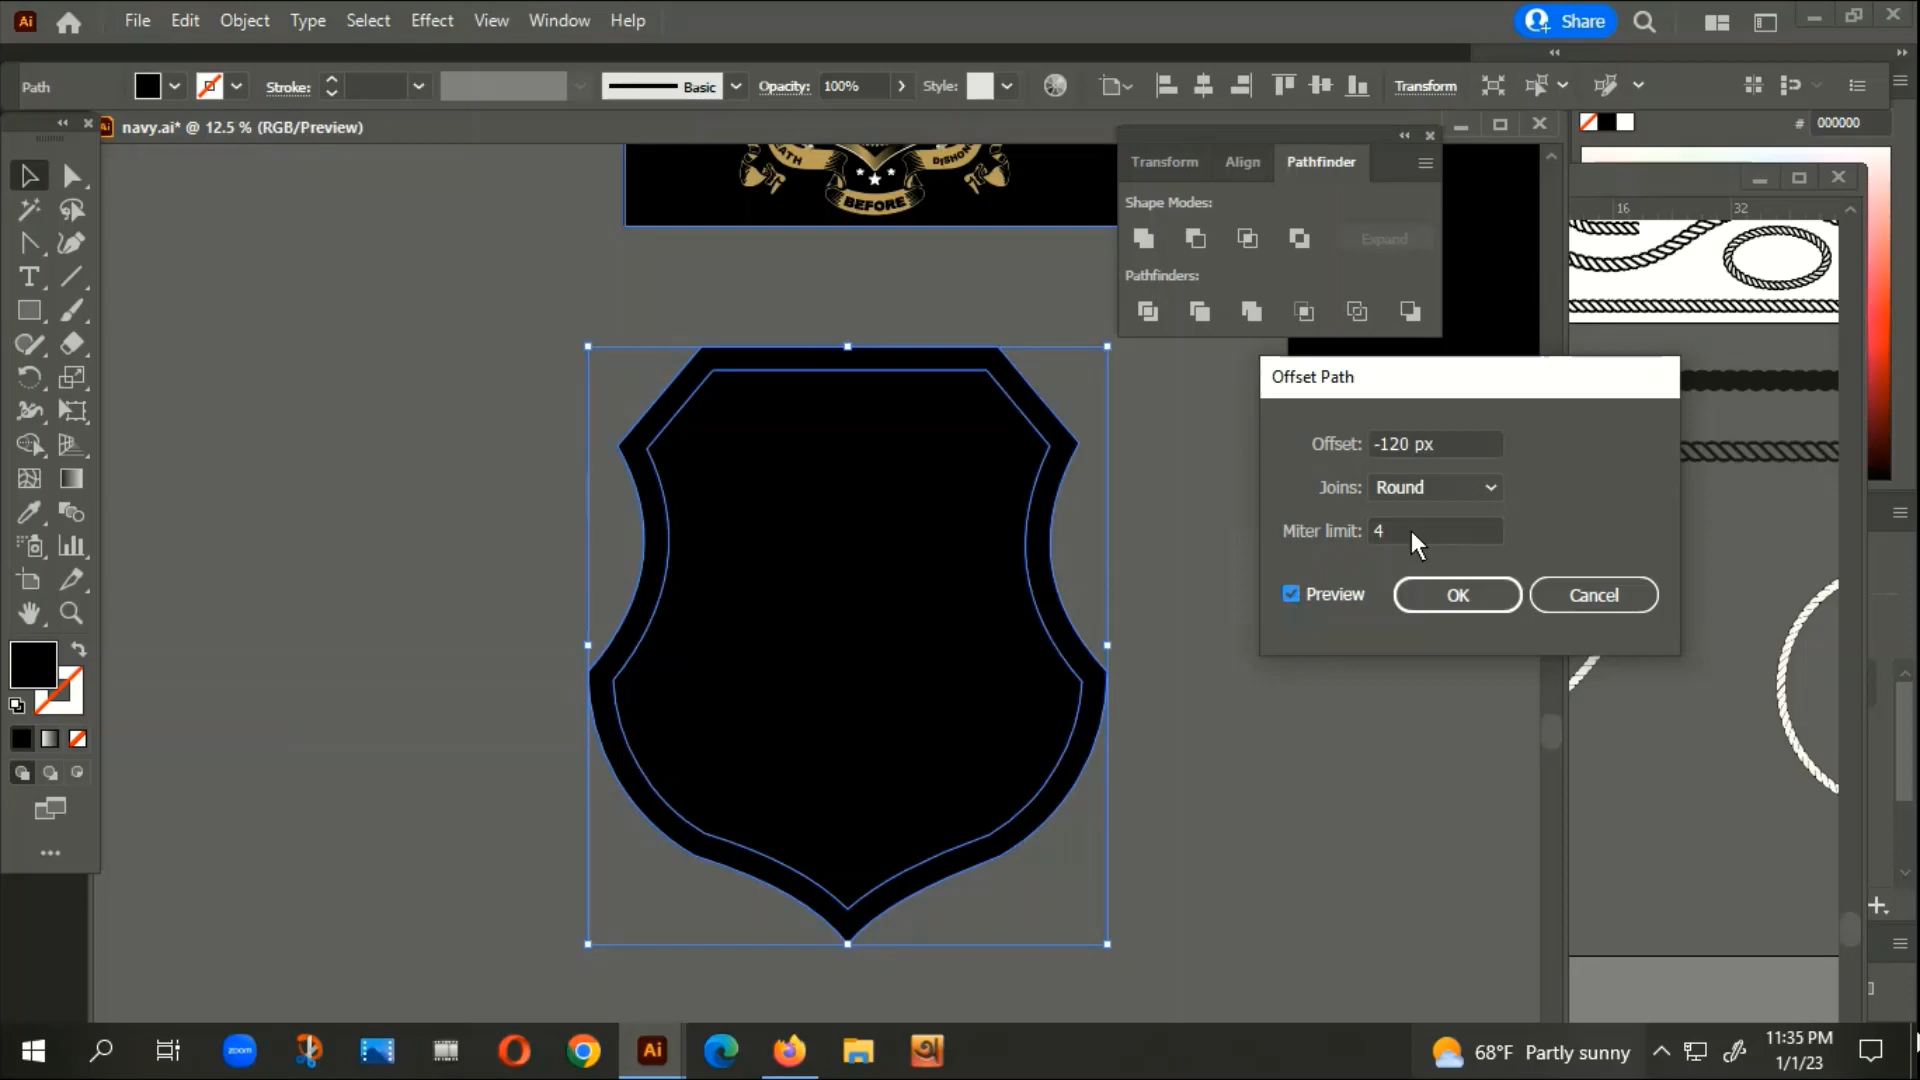 Ai File Edit Object Type Select Effect View Window Help Share
Path Stroke: Basic Opacity: 100% Style: Transform
Ai navy.ai* @ 12.5 % (RGB/Preview)
# 000000
Transform Align Pathfinder
Shape Modes:
Expand
Pathfinders:
16 32
BEFORE
Offset Path
Offset: -120 px
Joins: Round
Miter limit: 4
Preview OK Cancel
zoom Ai 68°F Partly sunny
11:35 PM
1/1/23